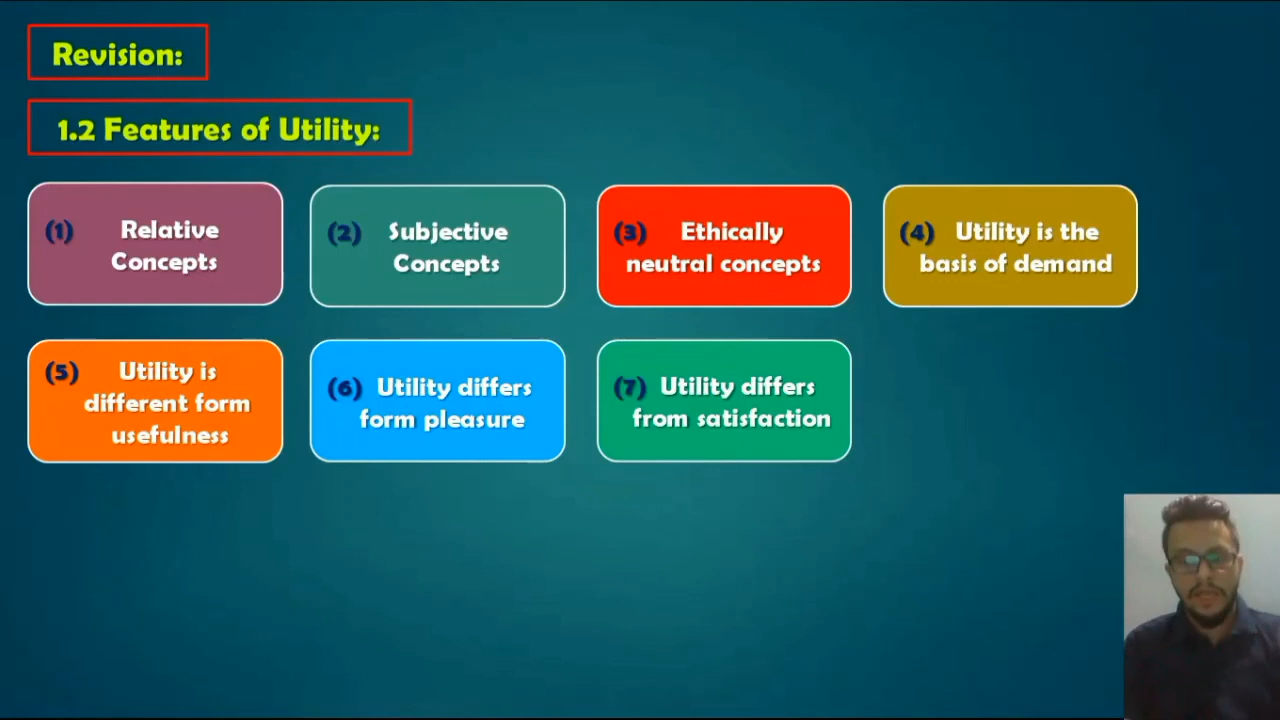 Revision:
1.2 Features of Utility:
(1) Relative
Concepts
(2) Subjective
Concepts
(3) Ethically
neutral concepts
(4) Utility is the
basis of demand
(5) Utility is
different form
usefulness
(6) Utility differs
form pleasure
(7) Utility differs
from satisfaction